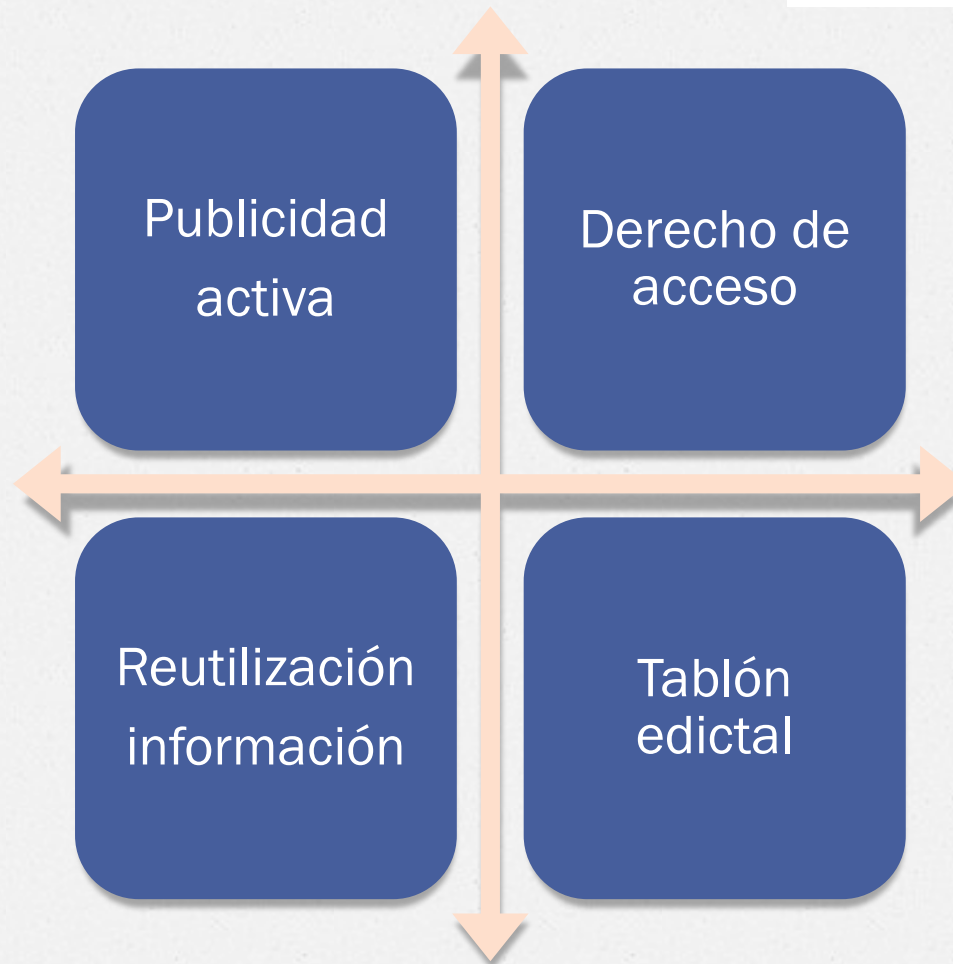 Publicidad
activa
Derecho de
acceso
Reutilización
información
Tablón
edictal